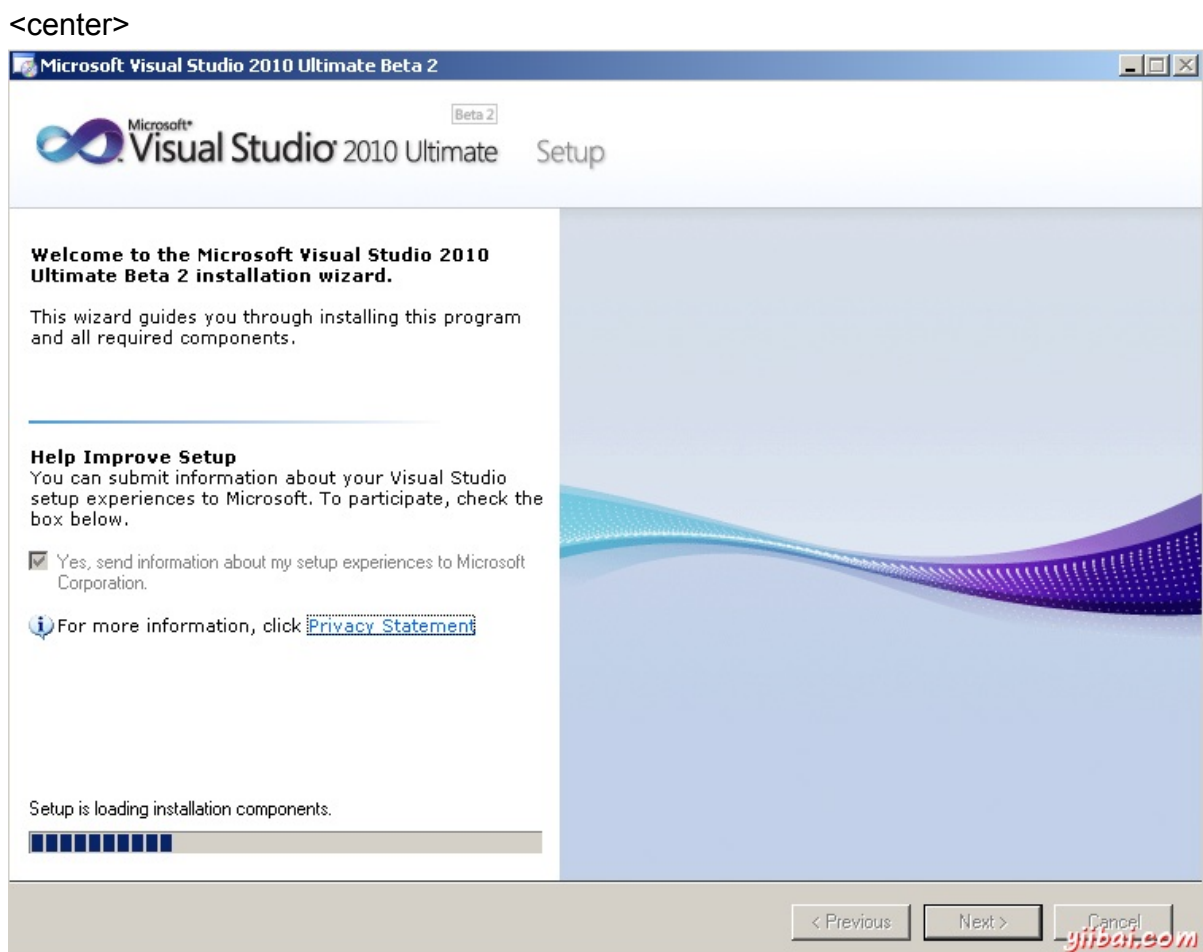 <center>
Microsoft Visual Studio 2010 Ultimate Beta 2
Beta 2
Microsoft®
Visual Studio® 2010 Ultimate Setup
Welcome to the Microsoft Visual Studio 2010
Ultimate Beta 2 installation wizard.
This wizard guides you through installing this program
and all required components.
Help Improve Setup
You can submit information about your Visual Studio
setup experiences to Microsoft. To participate, check the
box below.
Yes, send information about my setup experiences to Microsoft
Corporation.
For more information, click Privacy Statement
Setup is loading installation components.
< Previous
Next >
Cancel
yiibai.com